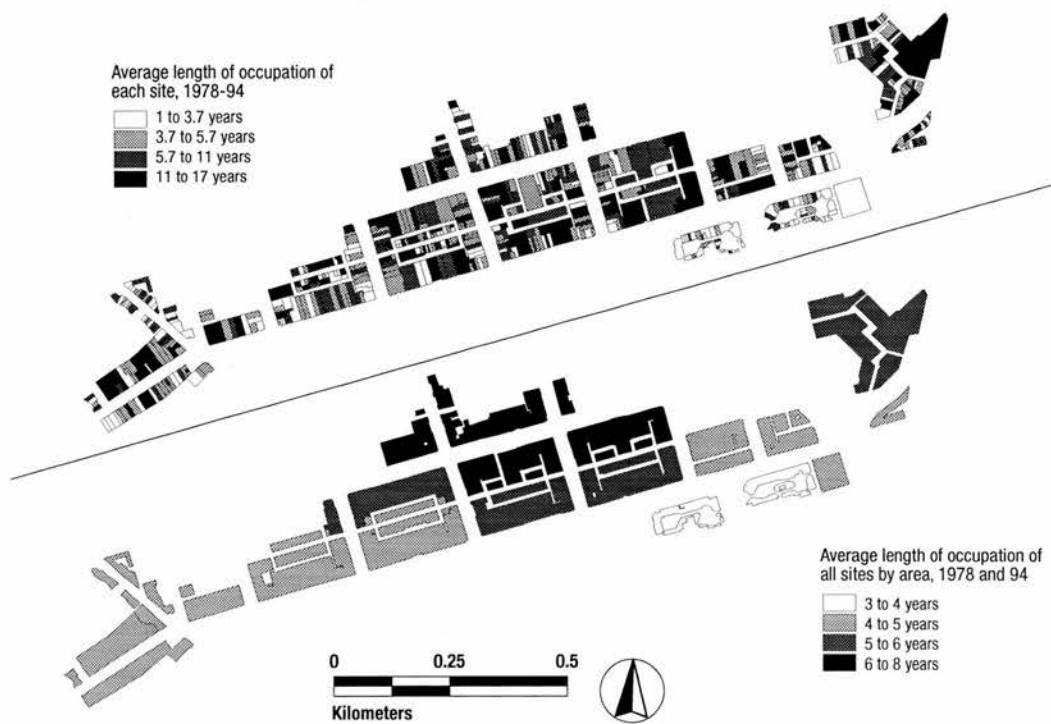 Average length of occupation of
each site, 1978-94
1 to 3.7 years
3.7 to 5.7 years
5.7 to 11 years
11 to 17 years
Average length of occupation of
all sites by area, 1978 and 94
3 to 4 years
4 to 5 years
5 to 6 years
6 to 8 years
0 0.25 0.5
Kilometers